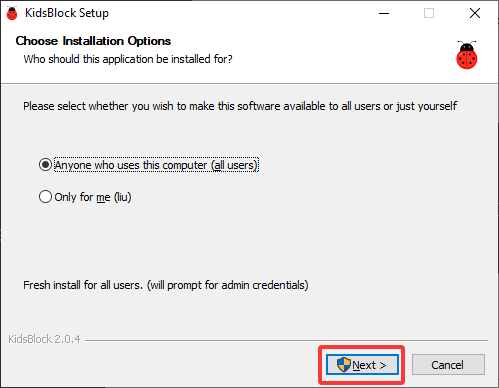 KidsBlock Setup
Choose Installation Options
Who should this application be installed for?
Please select whether you wish to make this software available to all users or just yourself
Anyone who uses this computer (all users)
Only for me (liu)
Fresh install for all users. (will prompt for admin credentials)
KidsBlock 2.0.4
Next >
Cancel